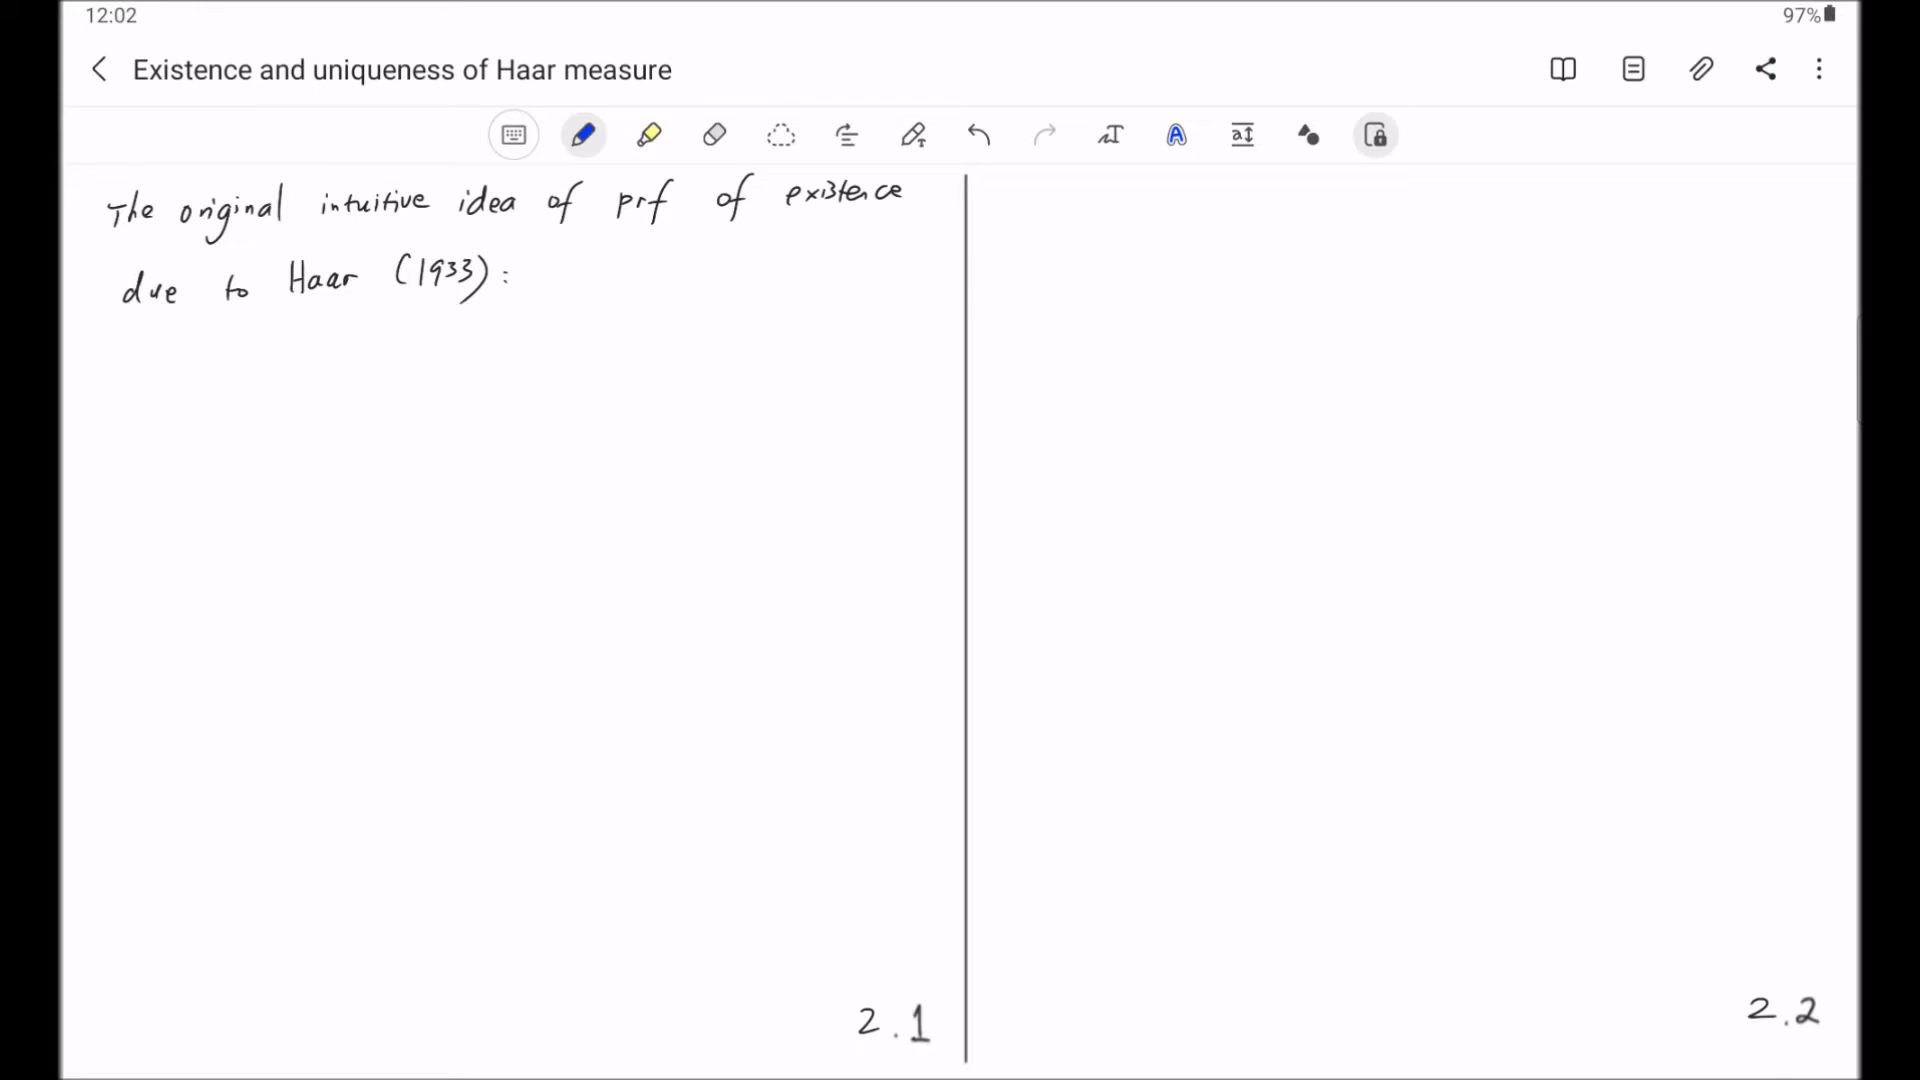 12:02
97%
Existence and uniqueness of Haar measure
The original intuitive idea of prf of existence
due to Haar (1933):
2.1
2.2